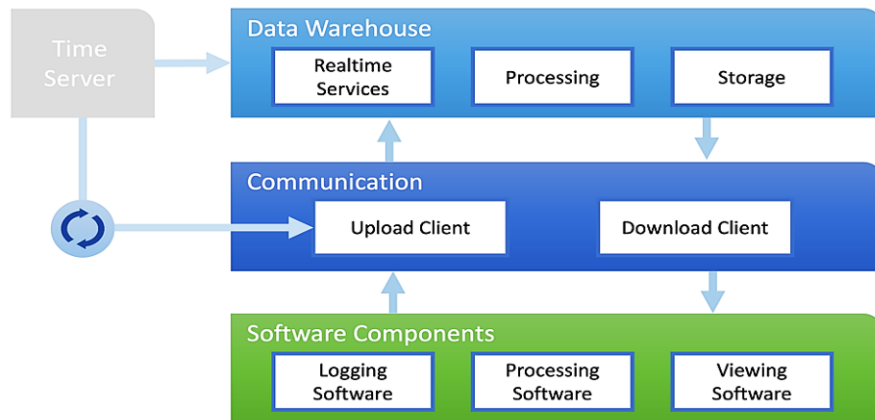 Time
Server
Data Warehouse
Realtime
Services
Processing
Storage
Communication
Upload Client
Download Client
Software Components
Logging
Software
Processing
Software
Viewing
Software